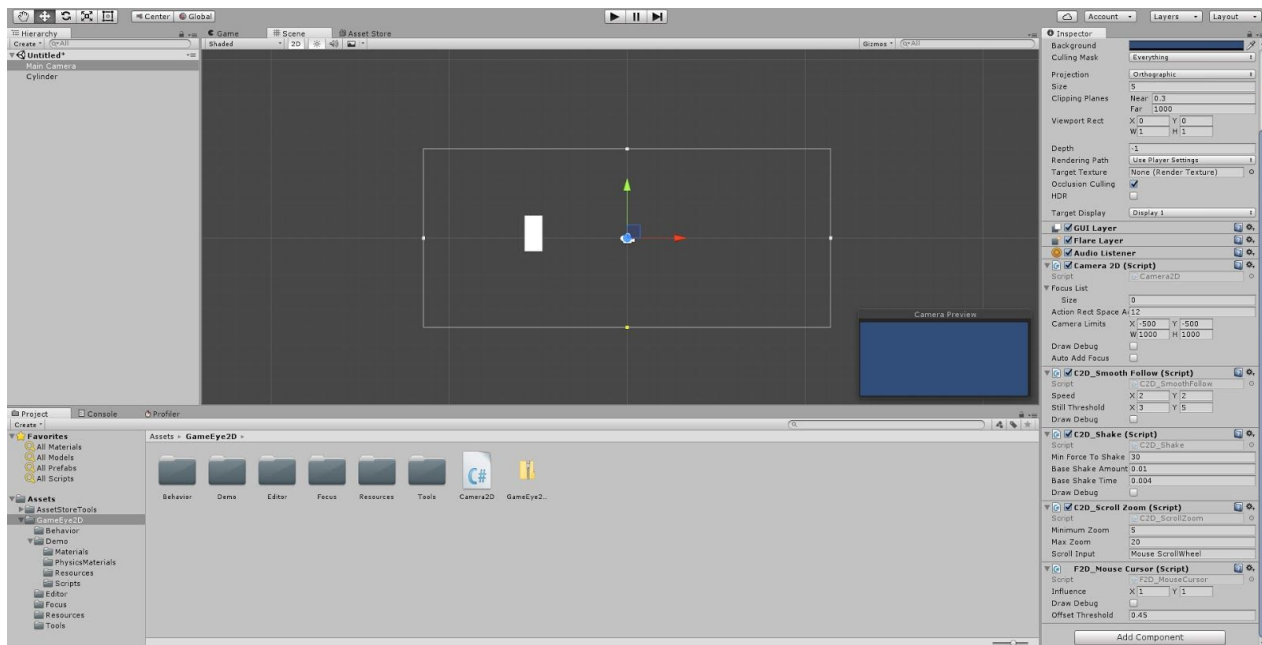 Center Global
Account Layers Layout
Hierarchy
Create All
Untitled*
Main Camera
Cylinder
Game Scene Asset Store
Shaded 2D Gizmos All
Camera Preview
Inspector
Background
Culling Mask Everything
Projection Orthographic
Size 5
Clipping Planes Near 0.3
Far 1000
Viewport Rect X 0 Y 0
W 1 H 1
Depth -1
Rendering Path Use Player Settings
Target Texture None (Render Texture)
Occlusion Culling
HDR
Target Display Display 1
GUI Layer
Flare Layer
Audio Listener
Camera 2D (Script)
Script Camera2D
Focus List
Size 0
Action Rect Space A 12
Camera Limits X -500 Y -500
W 1000 H 1000
Draw Debug
Auto Add Focus
C2D_Smooth Follow (Script)
Script C2D_SmoothFollow
Speed X 2 Y 2
Still Threshold X 3 Y 5
Draw Debug
C2D_Shake (Script)
Script C2D_Shake
Min Force To Shake 30
Base Shake Amount 0.01
Base Shake Time 0.004
Draw Debug
C2D_Scroll Zoom (Script)
Script C2D_ScrollZoom
Minimum Zoom 5
Max Zoom 20
Scroll Input Mouse ScrollWheel
F2D_Mouse Cursor (Script)
Script F2D_MouseCursor
Influence X 1 Y 1
Draw Debug
Offset Threshold 0.45
Add Component
Project Console Profiler
Create
Favorites
All Materials
All Models
All Prefabs
All Scripts
Assets
AssetStoreTools
GameEye2D
Behavior
Demo
Materials
PhysicsMaterials
Resources
Scripts
Editor
Focus
Resources
Tools
Assets GameEye2D
C#
Behavior Demo Editor Focus Resources Tools Camera2D GameEye2...